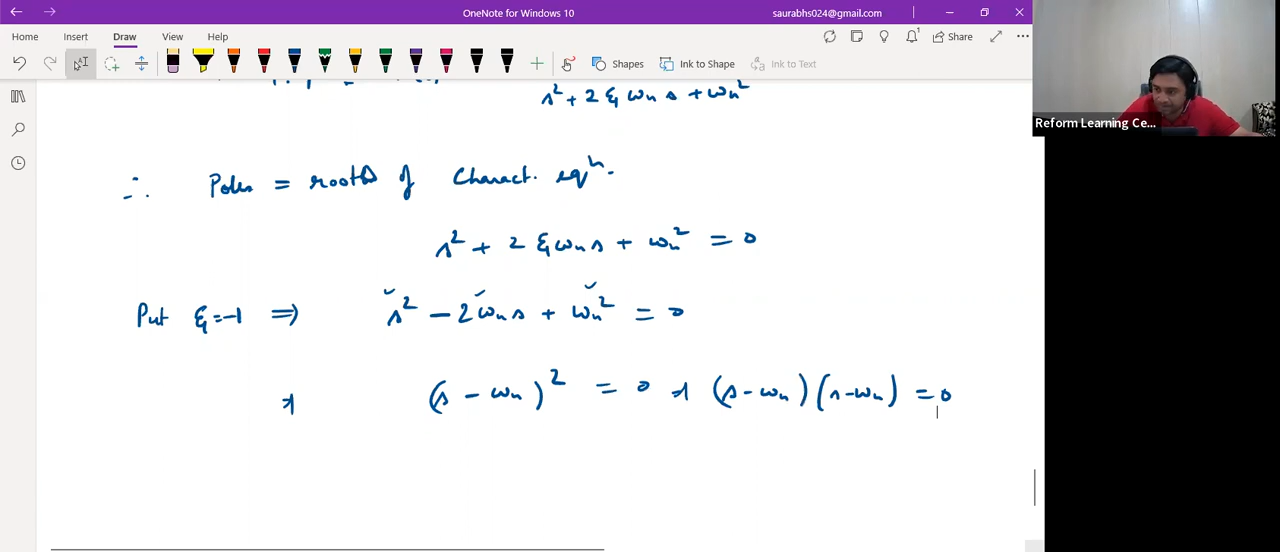 OneNote for Windows 10
saurabhs024@gmail.com
Home Insert Draw View Help
Share
Shapes Ink to Shape Ink to Text
Reform Learning Ce...
s² + 2ξωₙs + ωₙ²
∴ Poles = roots of Charact. eqⁿ.
s² + 2ξωₙs + ωₙ² = 0
Put ξ=-1 ⇒ s² - 2ωₙs + ωₙ² = 0
(s - ωₙ)² = 0 (s-ωₙ)(s-ωₙ) = 0